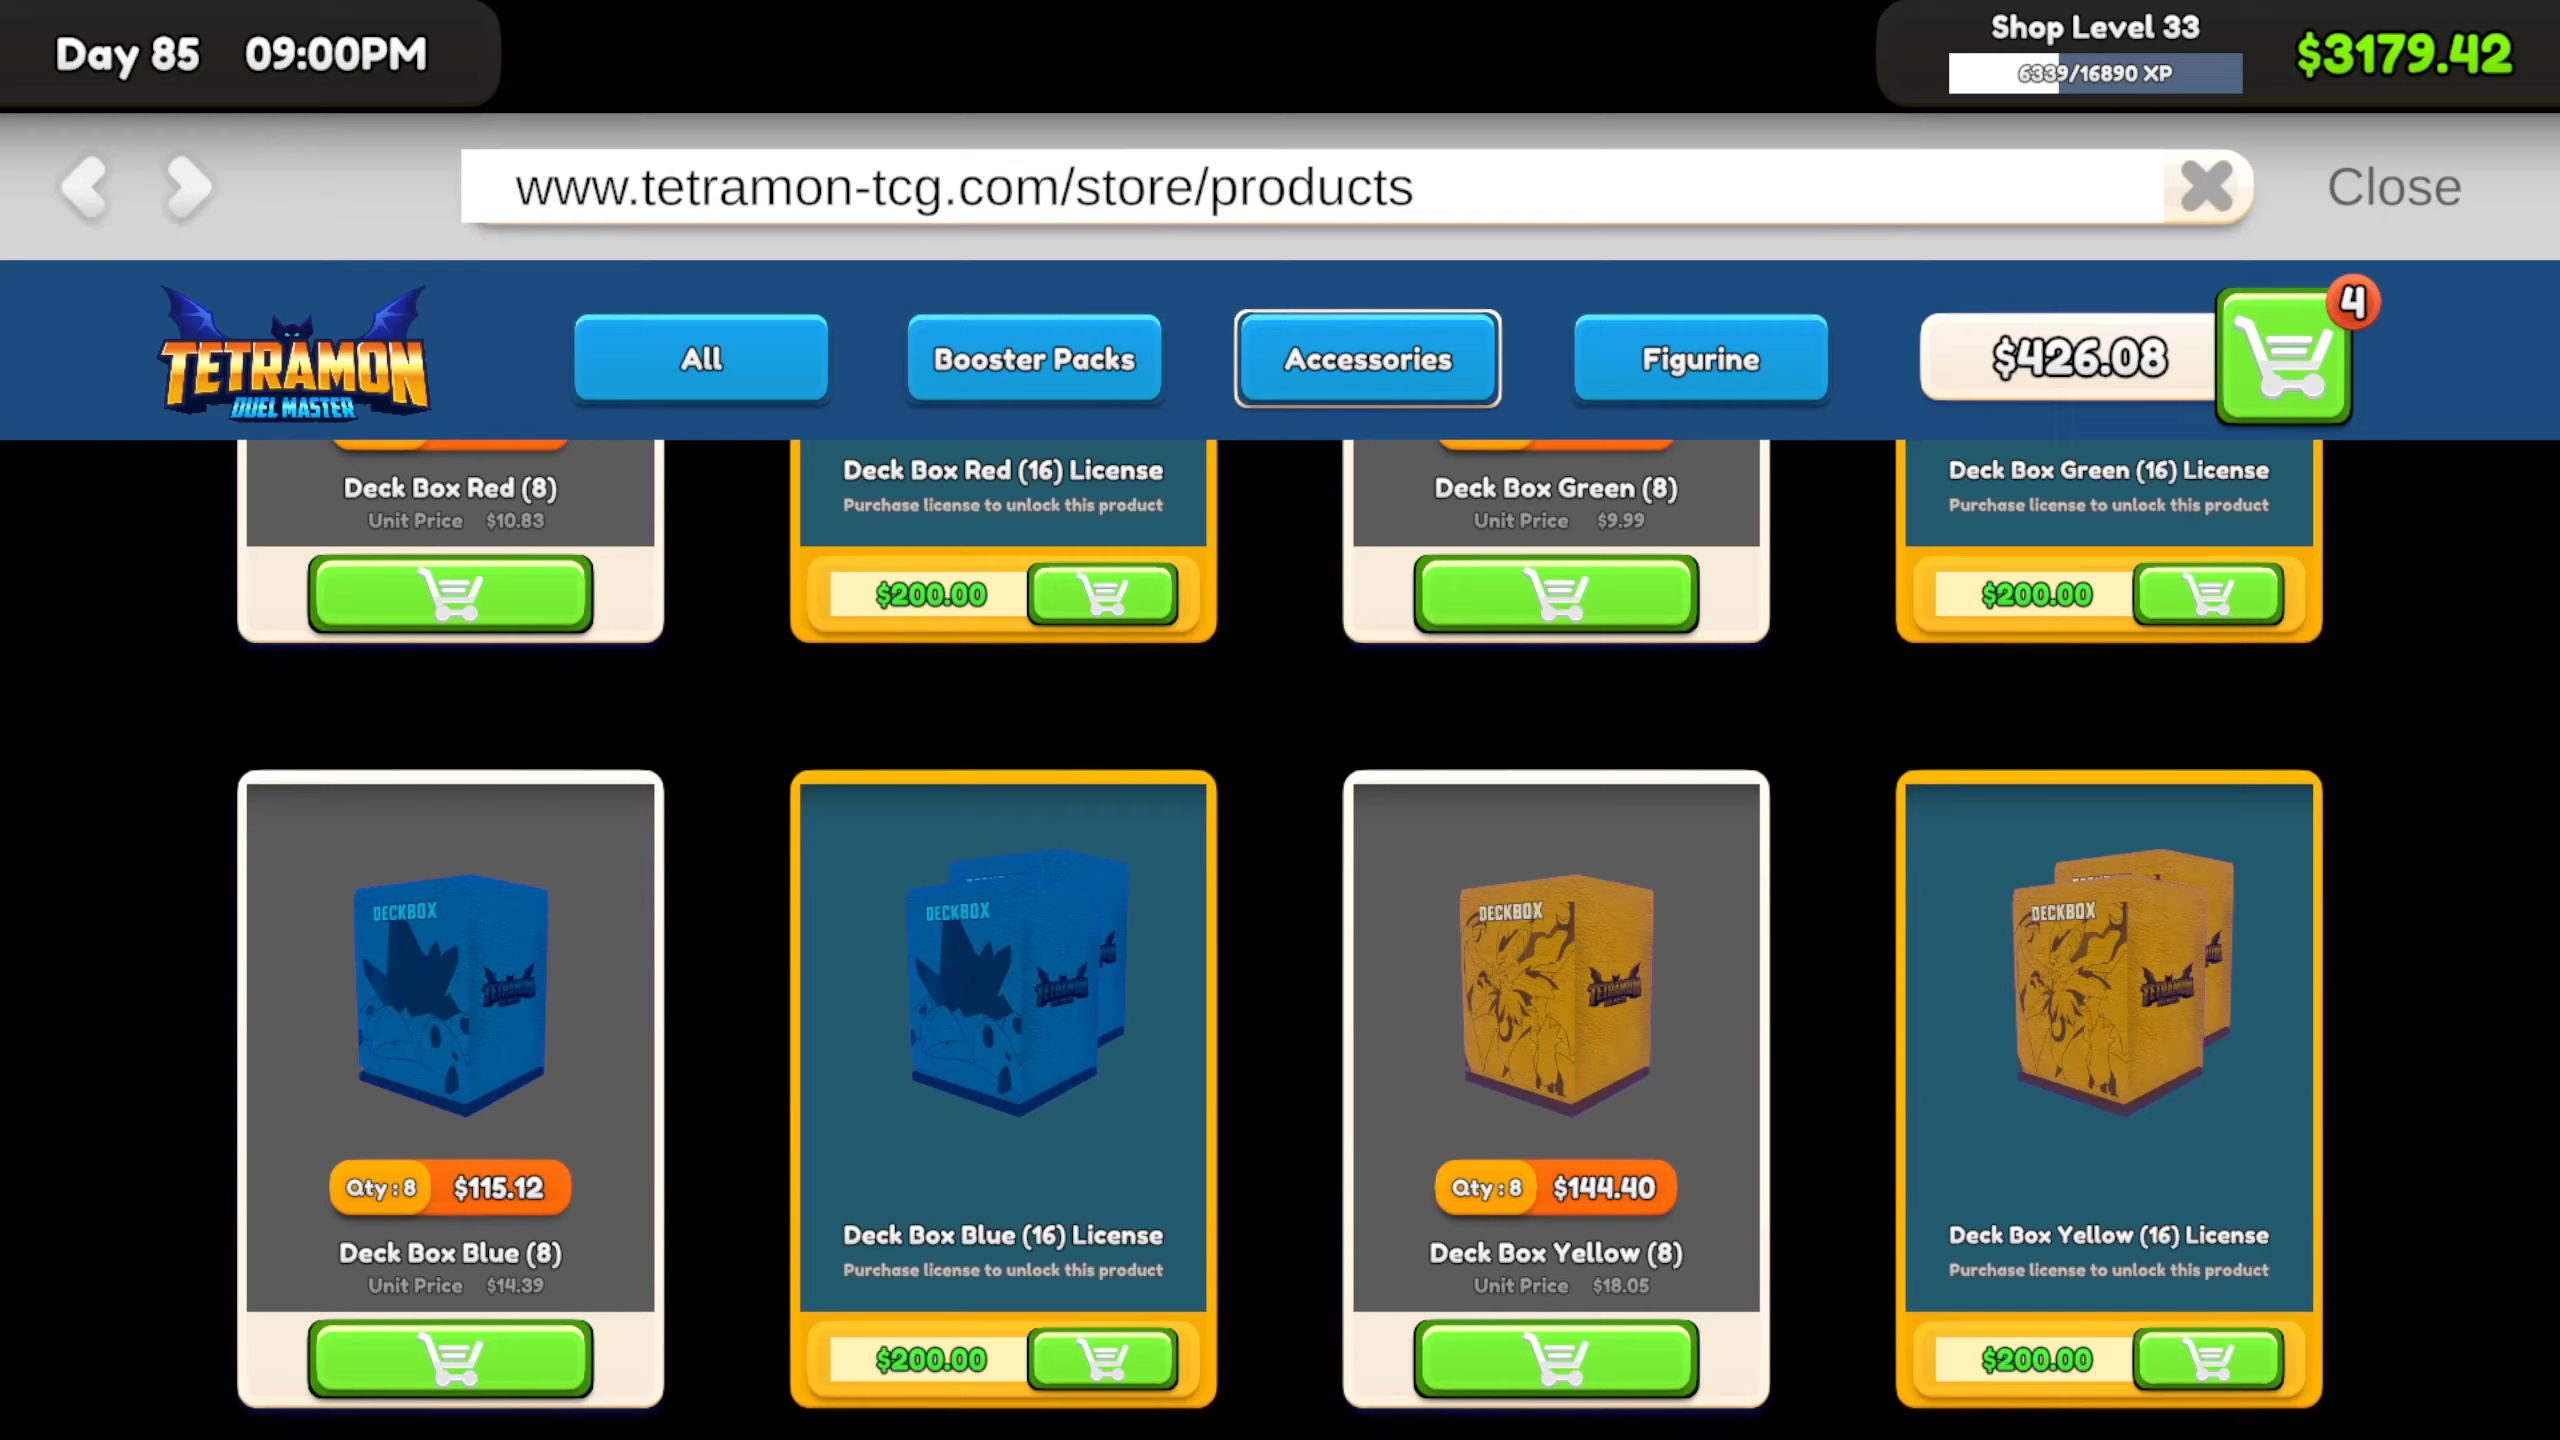 Day 85 09:00PM
Shop Level 33
6339/16890 XP
$3179.42
www.tetramon-tcg.com/store/products
Close
TETRAMON
DUEL MASTER
All
Booster Packs
Accessories
Figurine
$426.08
4
Deck Box Red (8)
Unit Price $10.83
Deck Box Red (16) License
Purchase license to unlock this product
$200.00
Deck Box Green (8)
Unit Price $9.99
Deck Box Green (16) License
Purchase license to unlock this product
$200.00
DECKBOX
TETRAMON
Qty:8 $115.12
Deck Box Blue (8)
Unit Price $14.39
DECKBOX
TETRAMON
Deck Box Blue (16) License
Purchase license to unlock this product
$200.00
DECKBOX
TETRAMON
Qty:8 $144.40
Deck Box Yellow (8)
Unit Price $18.05
DECKBOX
TETRAMON
Deck Box Yellow (16) License
Purchase license to unlock this product
$200.00